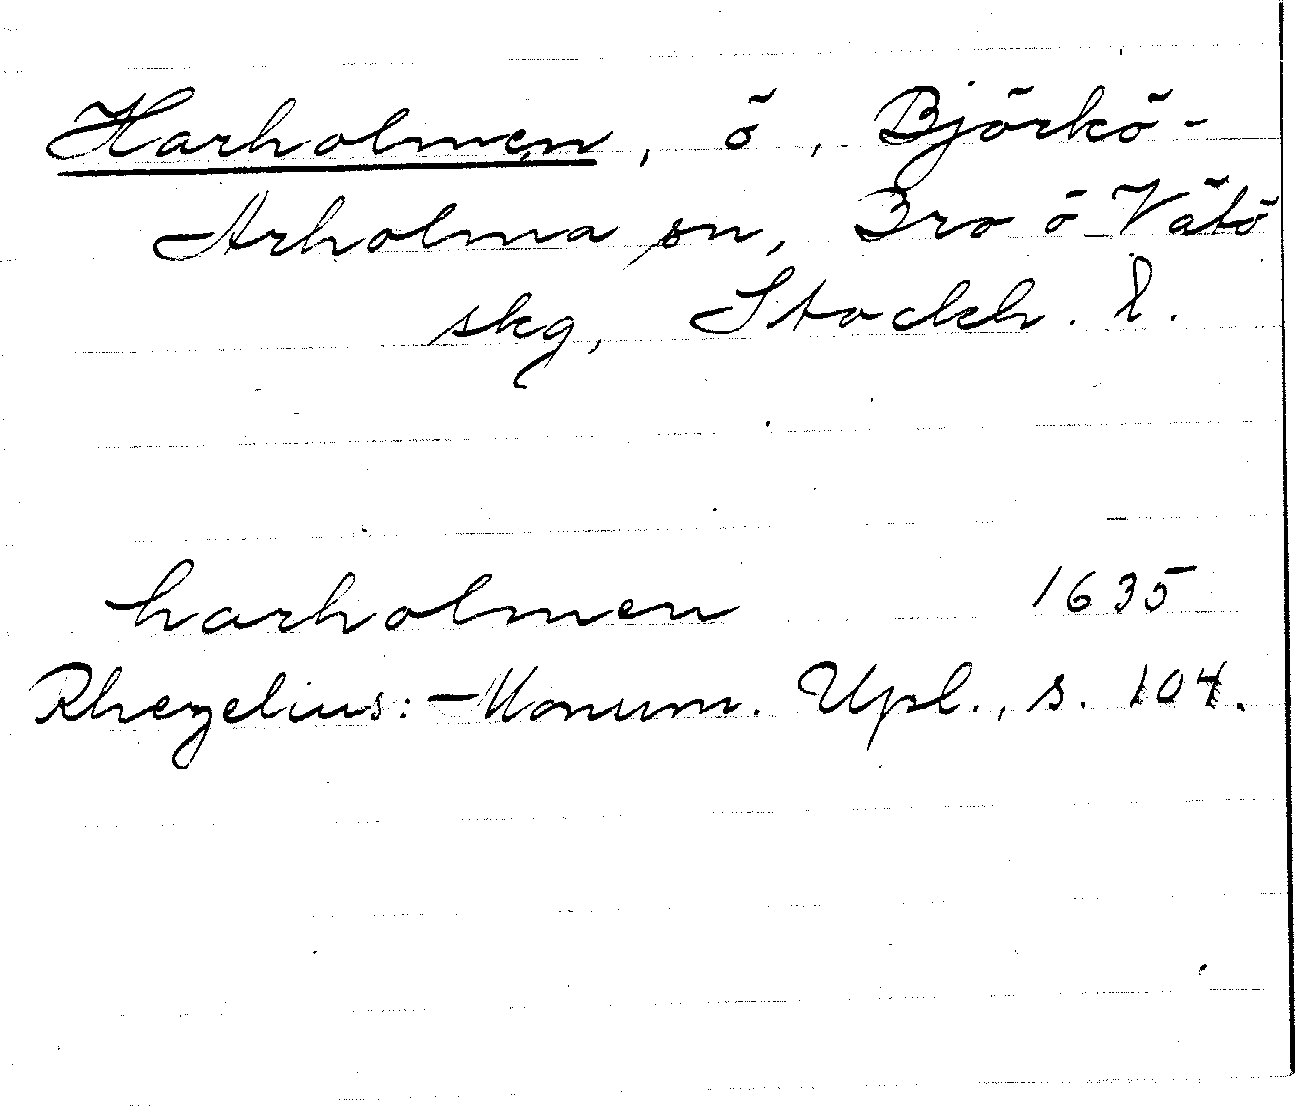 Harholmen, ö, Björkö-
Arholma sn, Bro o Vätö
skg, Stockh. l.
harholmen 1635
Rhezelius: Monum. Upl., s. 104.